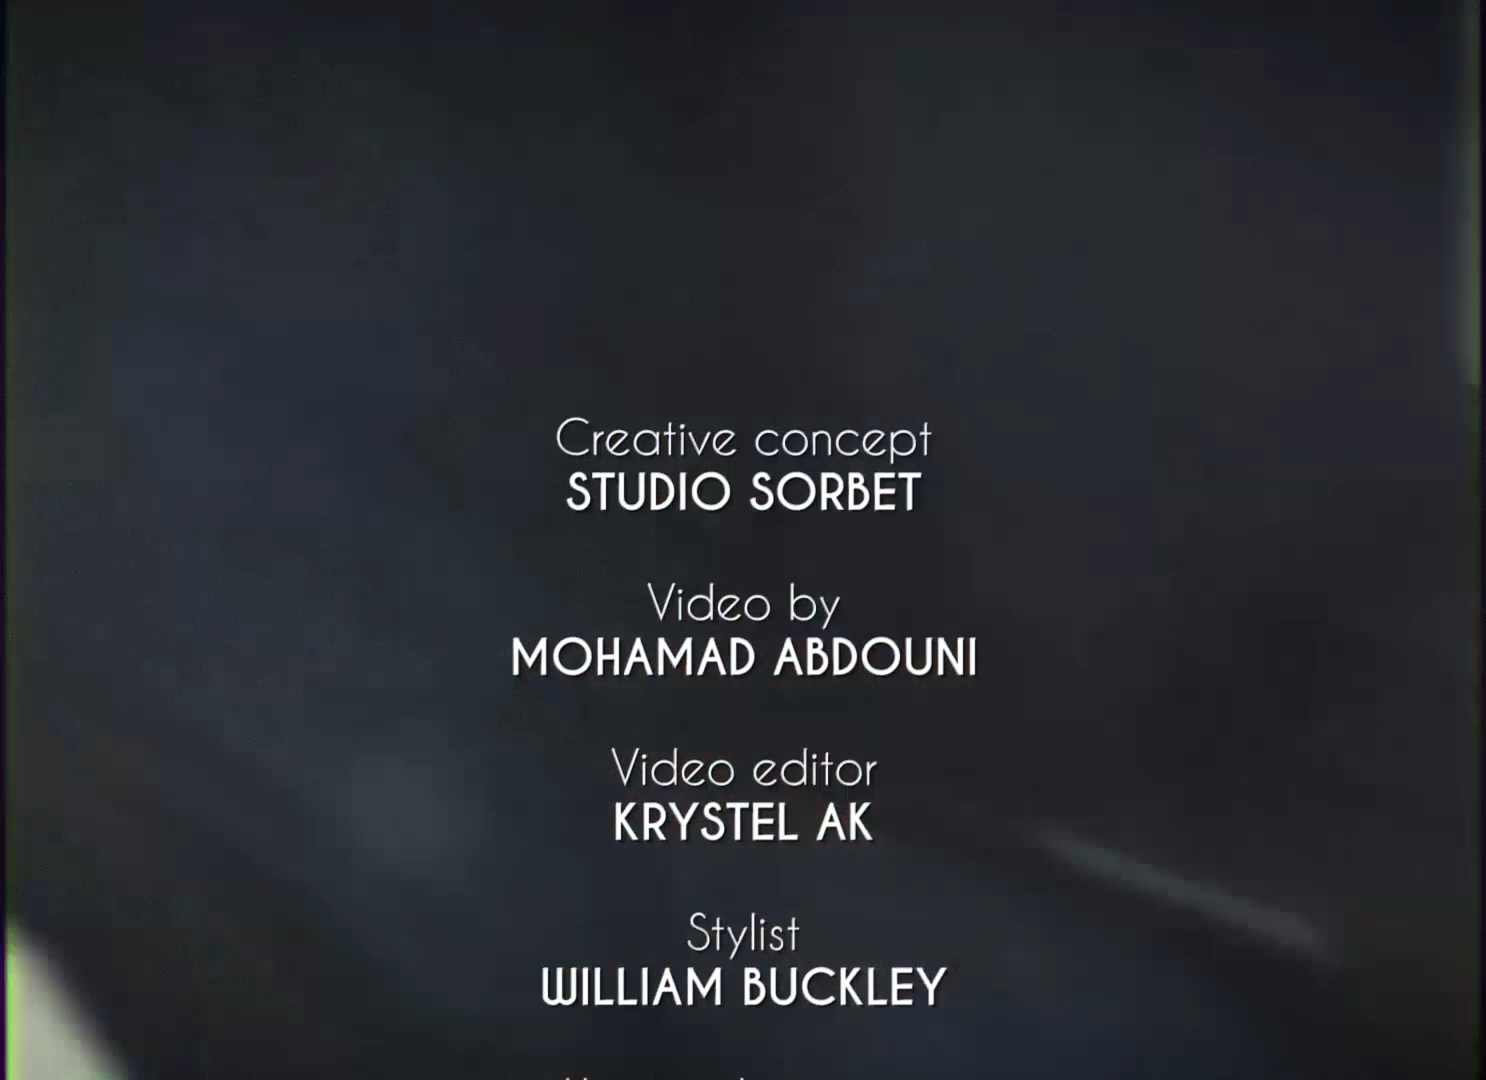 Creative concept
STUDIO SORBET
Video by
MOHAMAD ABDOUNI
Video editor
KRYSTEL AK
Stylist
WILLIAM BUCKLEY